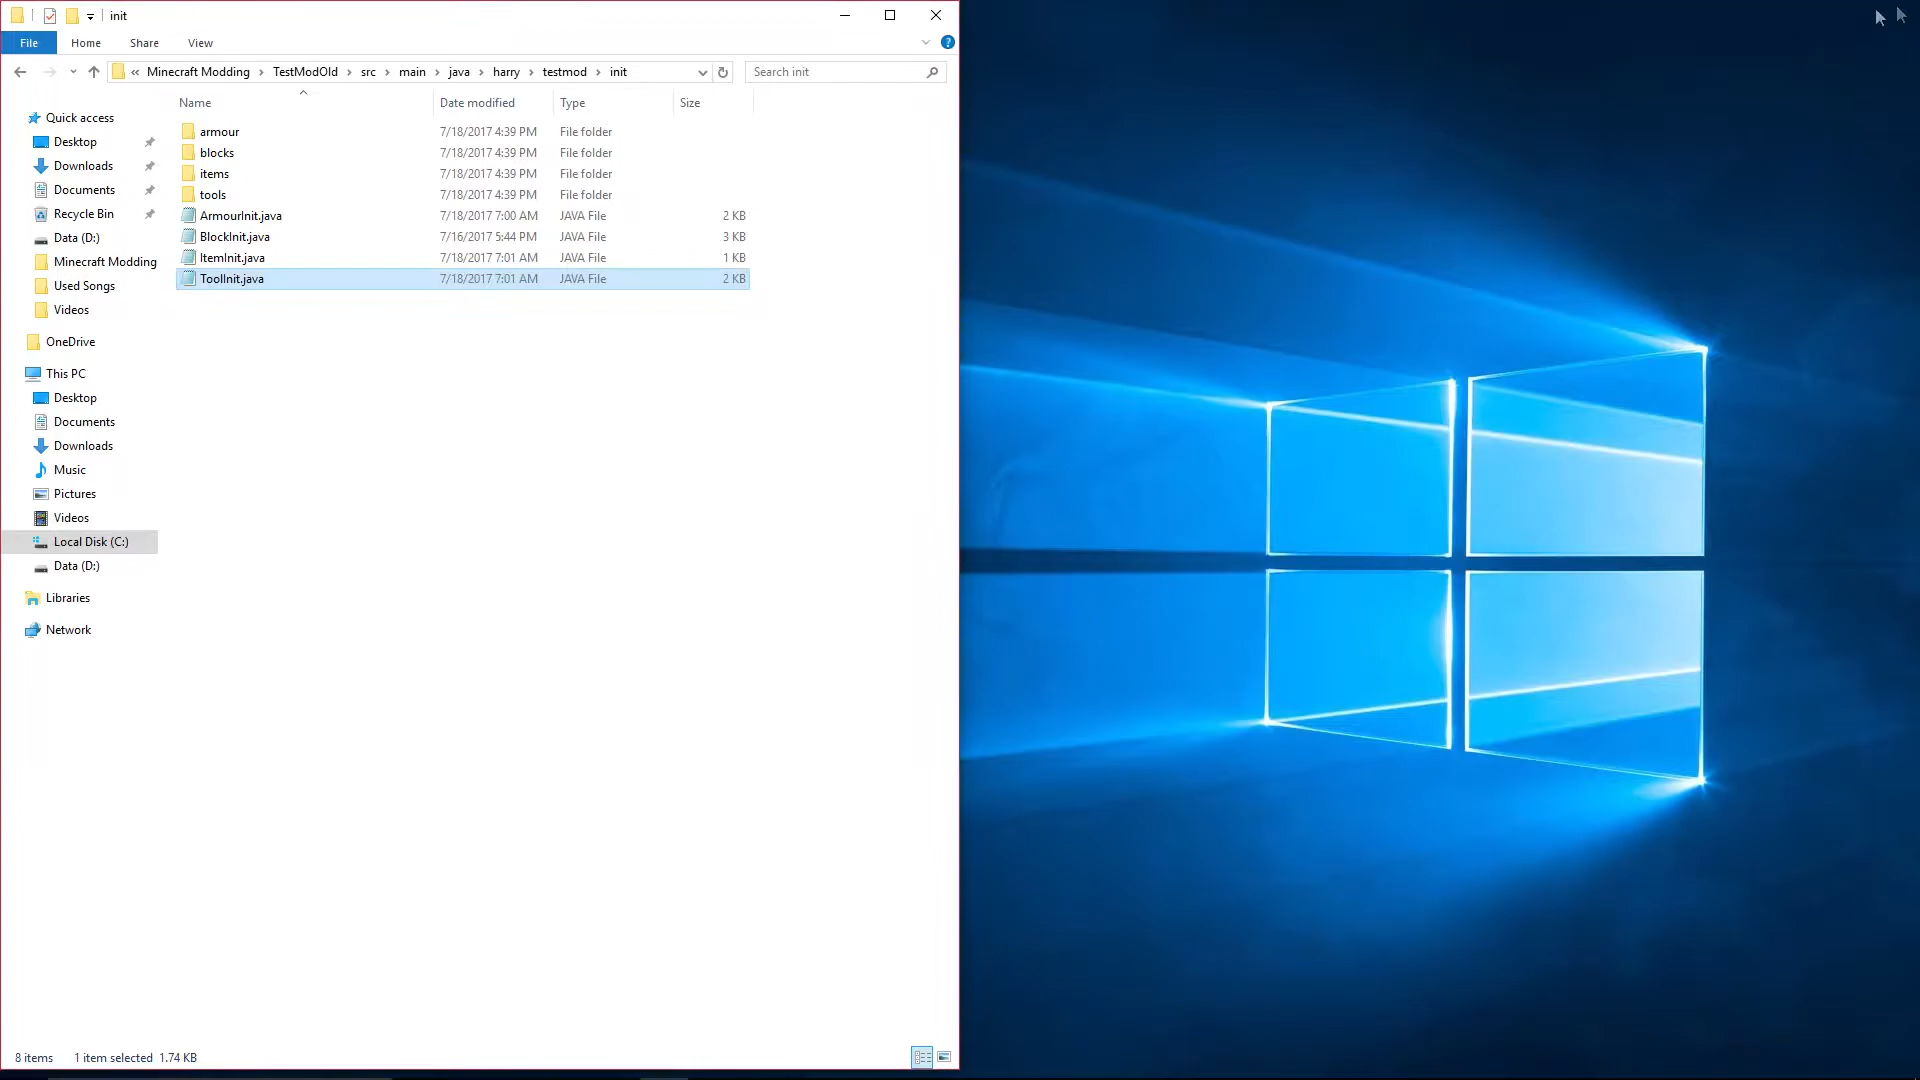 init
File Home Share View
« Minecraft Modding › TestModOld › src › main › java › harry › testmod › init
Search init
Name Date modified Type Size
Quick access
Desktop
Downloads
Documents
Recycle Bin
Data (D:)
Minecraft Modding
Used Songs
Videos
OneDrive
This PC
Desktop
Documents
Downloads
Music
Pictures
Videos
Local Disk (C:)
Data (D:)
Libraries
Network
armour 7/18/2017 4:39 PM File folder
blocks 7/18/2017 4:39 PM File folder
items 7/18/2017 4:39 PM File folder
tools 7/18/2017 4:39 PM File folder
ArmourInit.java 7/18/2017 7:00 AM JAVA File 2 KB
BlockInit.java 7/16/2017 5:44 PM JAVA File 3 KB
ItemInit.java 7/18/2017 7:01 AM JAVA File 1 KB
ToolInit.java 7/18/2017 7:01 AM JAVA File 2 KB
8 items 1 item selected 1.74 KB